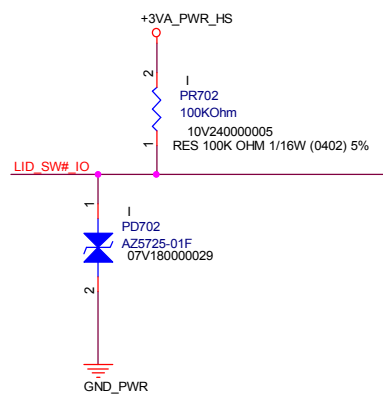 +3VA_PWR_HS
2
I
PR702
100KOhm
10V240000005
1
RES 100K OHM 1/16W (0402) 5%
LID_SW#_IO
1
I
PD702
AZ5725-01F
07V180000029
2
GND_PWR